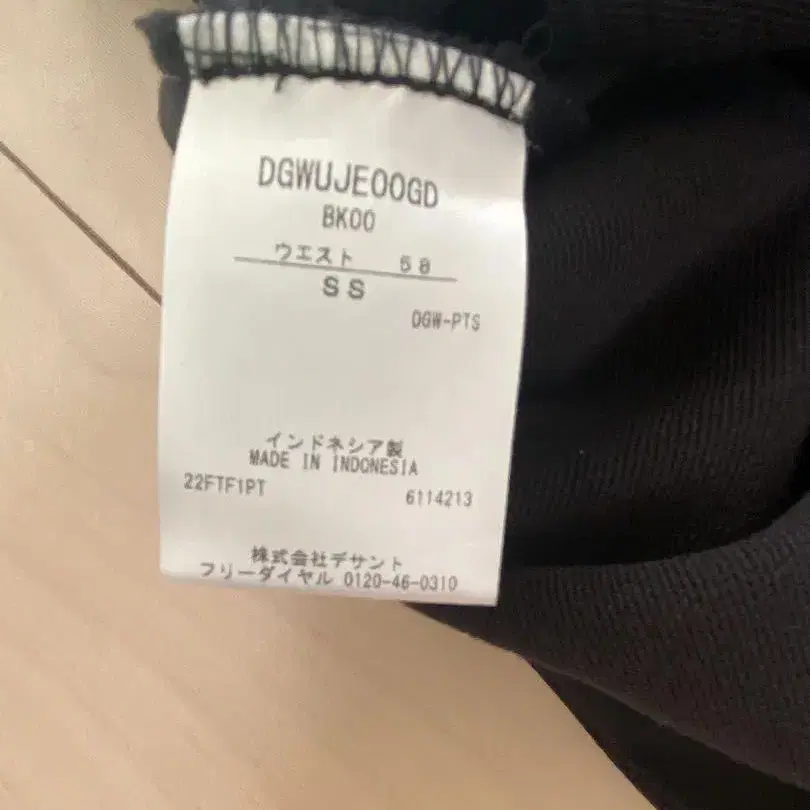 DGWUJE00GD
BK00
ウエスト 58
SS
DGW-PTS
インドネシア製
MADE IN INDONESIA
22FTF1PT 6114213
株式会社デサント
フリーダイヤル 0120-46-0310